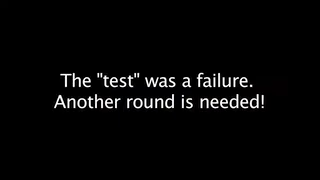 The "test" was a failure.
Another round is needed!